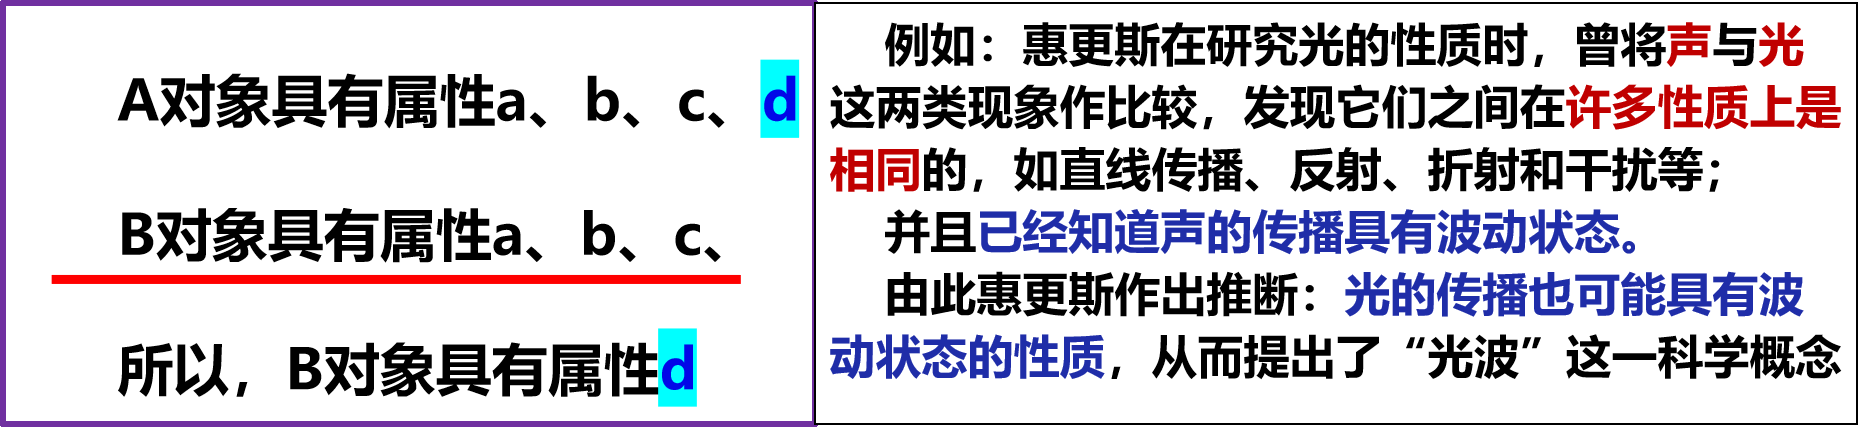 A对象具有属性a、b、c、d
B对象具有属性a、b、c、
所以，B对象具有属性d
例如：惠更斯在研究光的性质时，曾将声与光
这两类现象作比较，发现它们之间在许多性质上是
相同的，如直线传播、反射、折射和干扰等；
并且已经知道声的传播具有波动状态。
由此惠更斯作出推断：光的传播也可能具有波
动状态的性质，从而提出了“光波”这一科学概念